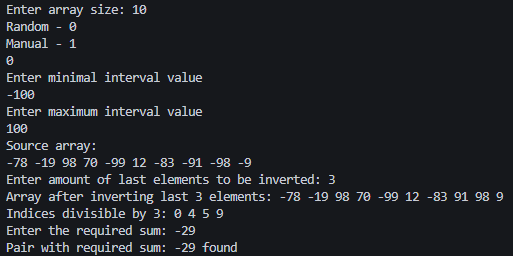 Enter array size: 10
Random - 0
Manual - 1
0
Enter minimal interval value
-100
Enter maximum interval value
100
Source array:
-78 -19 98 70 -99 12 -83 -91 -98 -9
Enter amount of last elements to be inverted: 3
Array after inverting last 3 elements: -78 -19 98 70 -99 12 -83 91 98 9
Indices divisible by 3: 0 4 5 9
Enter the required sum: -29
Pair with required sum: -29 found